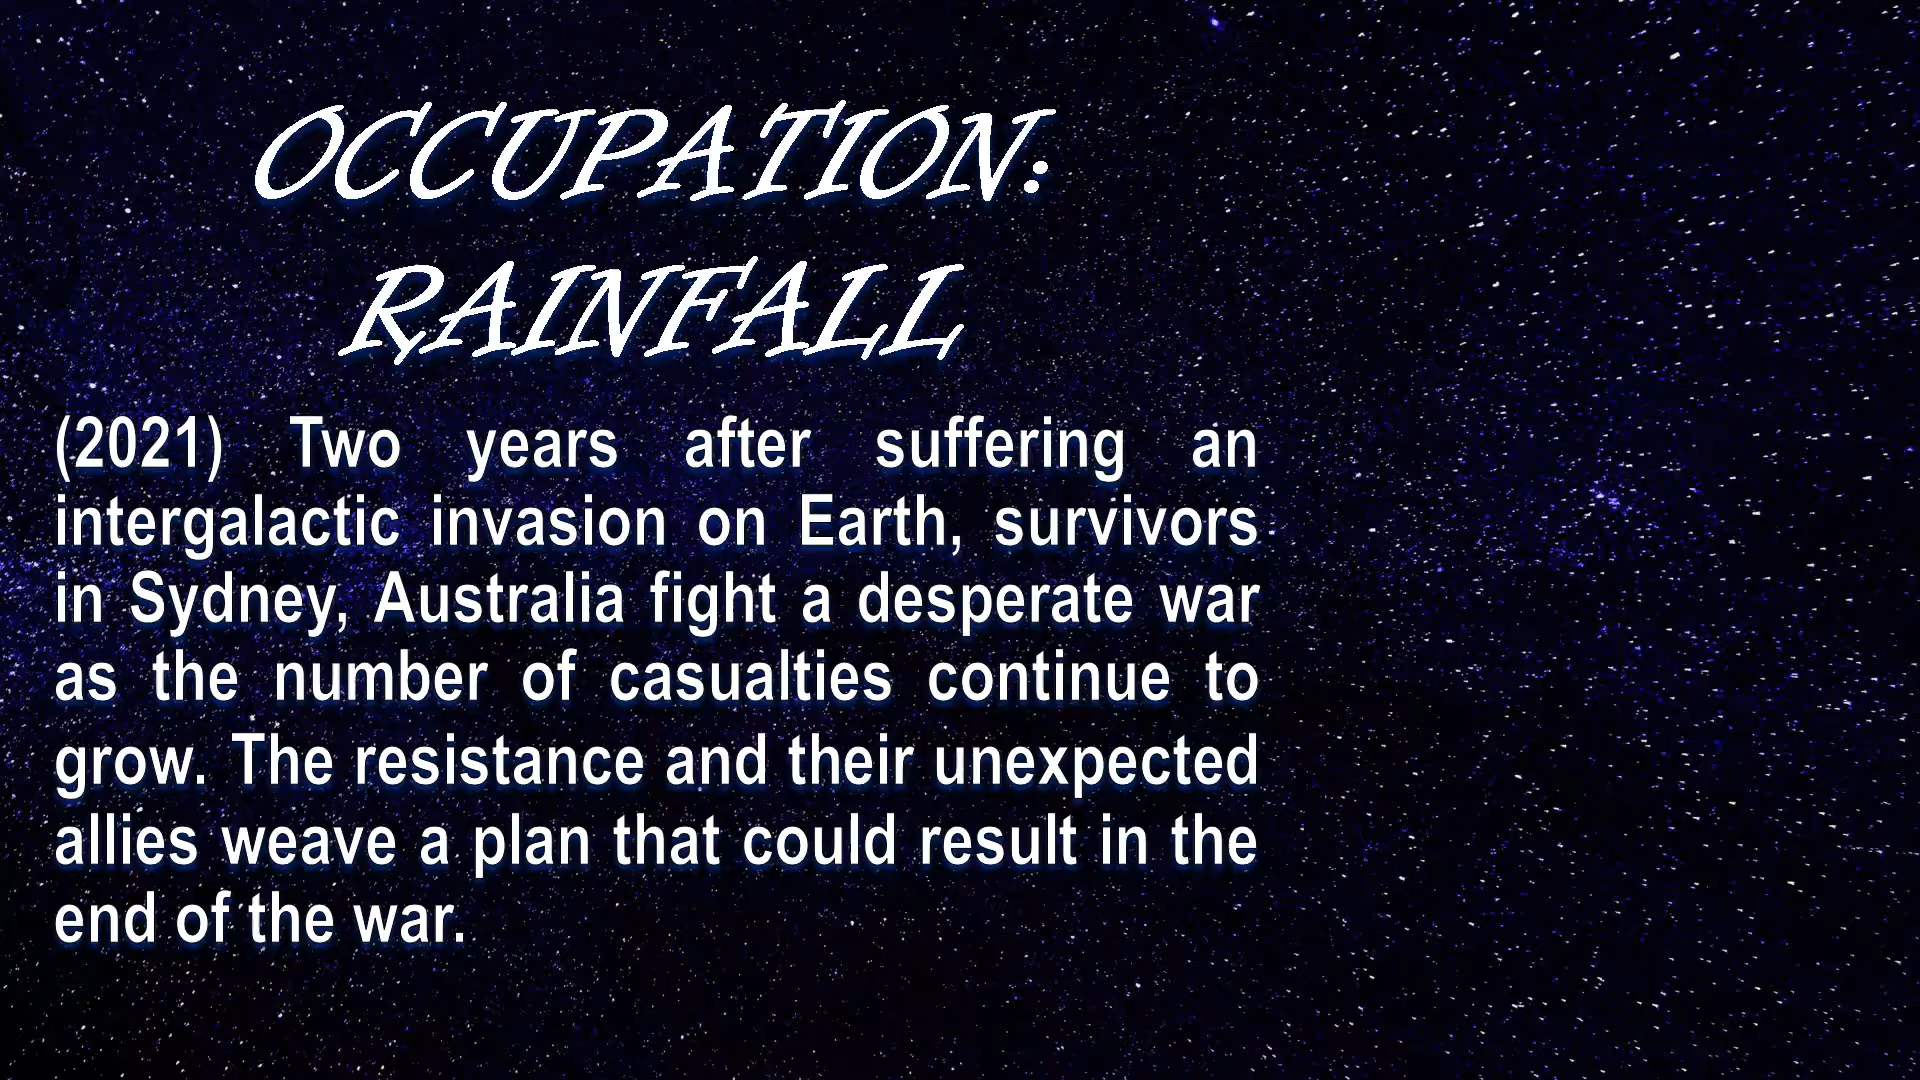 OCCUPATION:
RAINFALL
(2021) Two years after suffering an
intergalactic invasion on Earth, survivors
in Sydney, Australia fight a desperate war
as the number of casualties continue to
grow. The resistance and their unexpected
allies weave a plan that could result in the
end of the war.